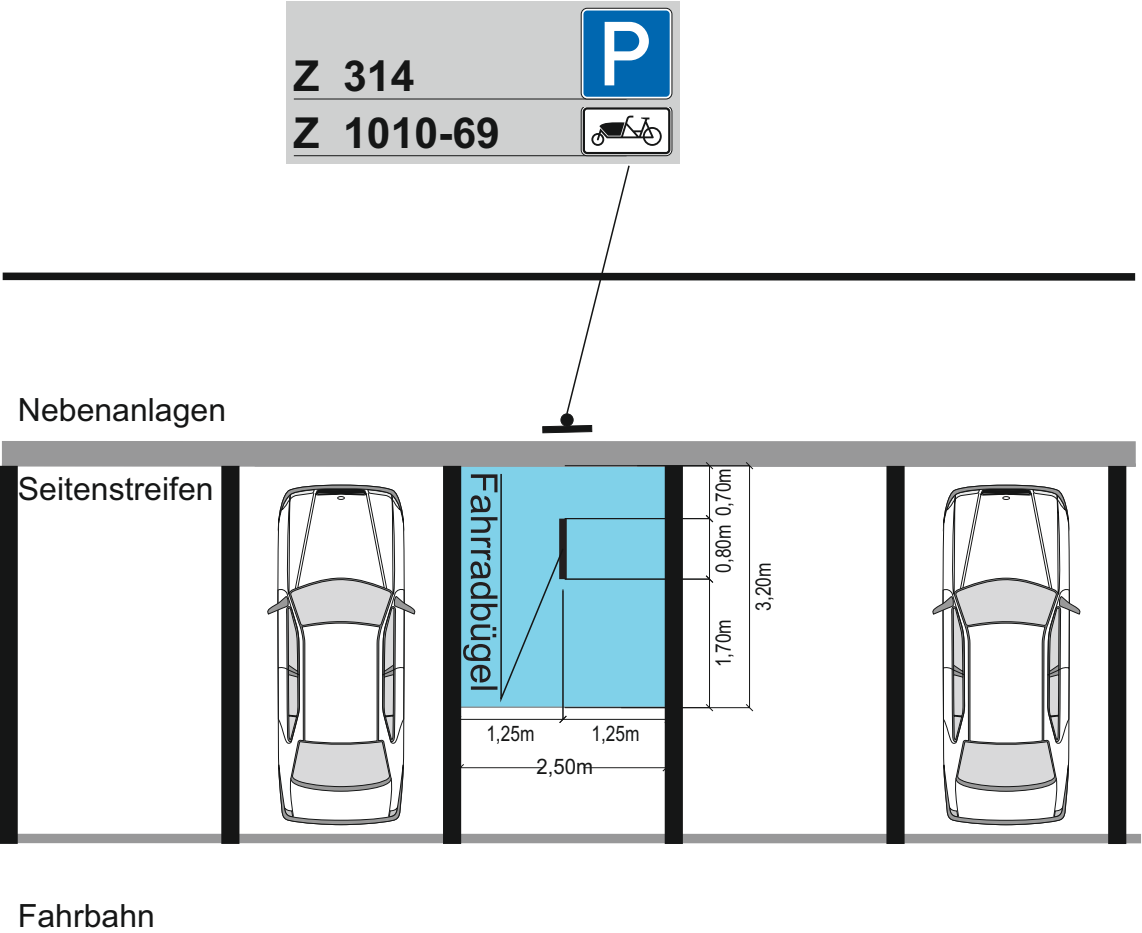 P
Z 314
Z 1010-69
Nebenanlagen
Seitenstreifen
Fahrradbügel
0,70m
0,80m
1,70m
3,20m
1,25m
1,25m
2,50m
Fahrbahn